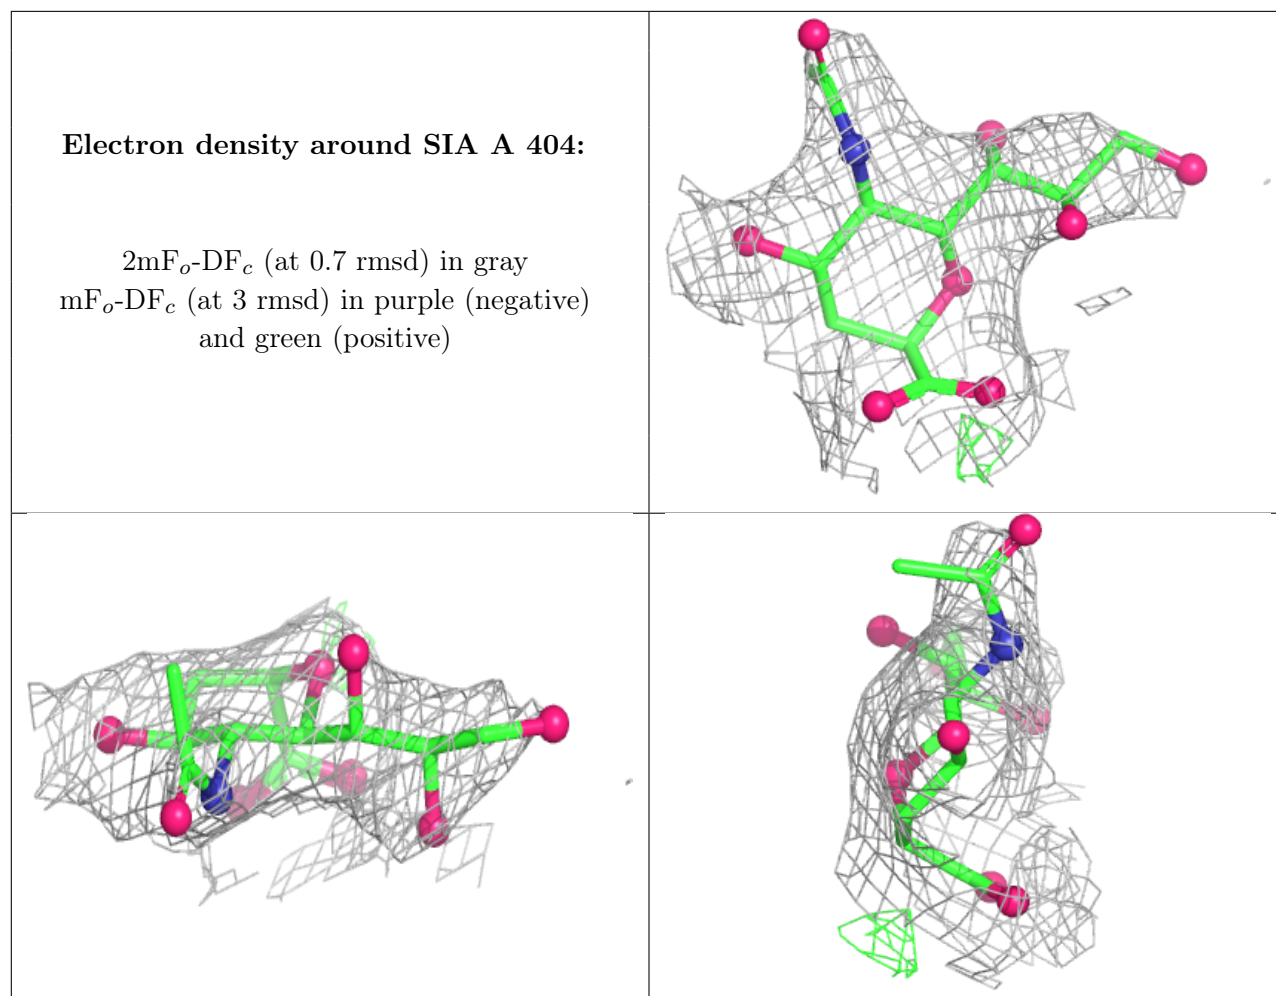 Electron density around SIA A 404:
2mFₒ-DF𝒸 (at 0.7 rmsd) in gray
mFₒ-DF𝒸 (at 3 rmsd) in purple (negative)
and green (positive)